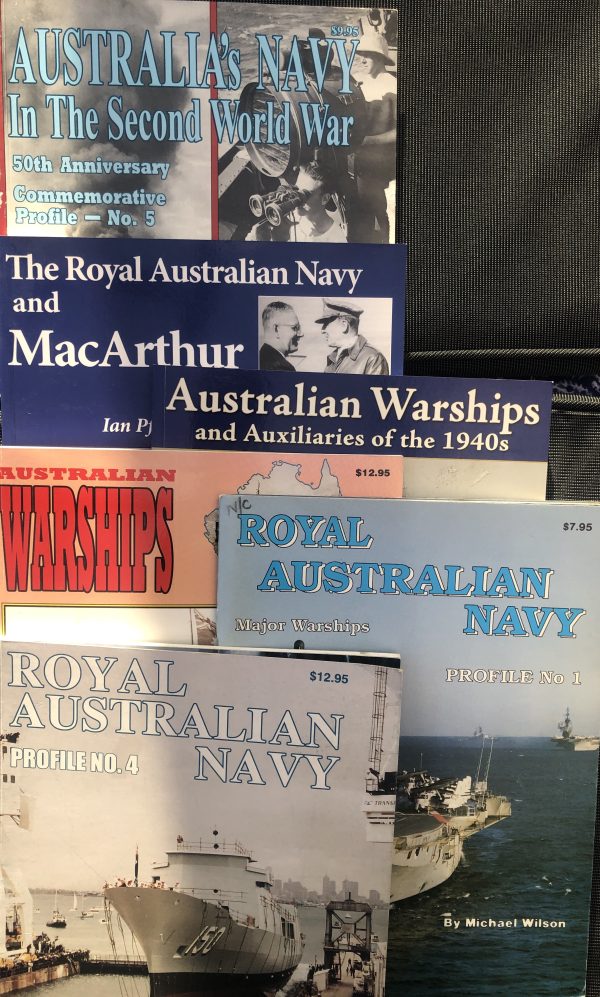 $9.95
AUSTRALIA's NAVY
In The Second World War
50th Anniversary
Commemorative
Profile — No. 5
The Royal Australian Navy
and
MacArthur
Ian Pf
Australian Warships
and Auxiliaries of the 1940s
AUSTRALIAN
$12.95
WARSHIPS
N/C
$7.95
ROYAL
AUSTRALIAN
NAVY
Major Warships
PROFILE No 1
By Michael Wilson
ROYAL
$12.95
AUSTRALIAN
PROFILE NO. 4
NAVY
150